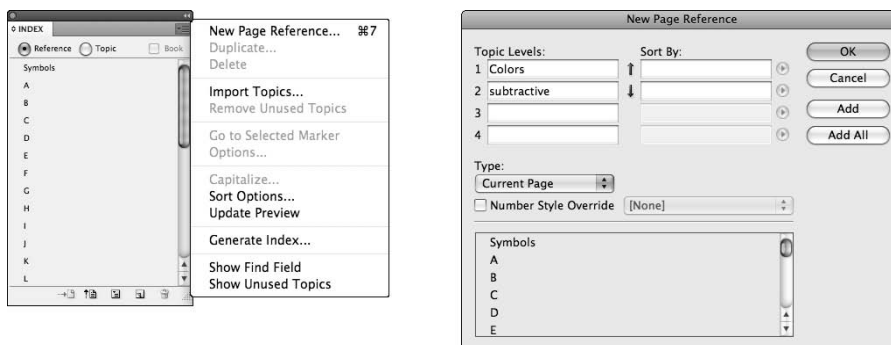 INDEX
Reference Topic Book
Symbols
A
B
C
D
E
F
G
H
I
J
K
L
New Page Reference... ⌘7
Duplicate...
Delete
Import Topics...
Remove Unused Topics
Go to Selected Marker
Options...
Capitalize...
Sort Options...
Update Preview
Generate Index...
Show Find Field
Show Unused Topics
New Page Reference
Topic Levels: Sort By:
1 Colors
2 subtractive
3
4
OK
Cancel
Add
Add All
Type:
Current Page
Number Style Override [None]
Symbols
A
B
C
D
E